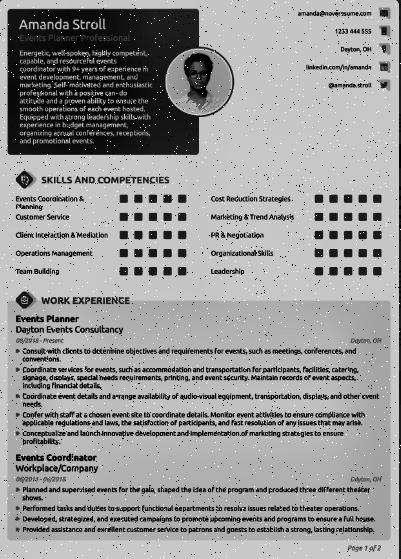 Amanda Stroll
Events Planner Professional
Energetic, well-spoken, highly competent,
capable, and resourceful events
coordinator with 9+ years of experience in
event development, management, and
marketing. Self-motivated and enthusiastic
professional with a positive can-do
attitude and a proven ability to ensure the
smooth operations of each event hosted.
Equipped with strong leadership skills with
experience in budget management,
organizing annual conferences, receptions,
and promotional events.
amanda@novoresume.com
1233 444 555
Dayton, OH
linkedin.com/in/amanda
@amanda.stroll
SKILLS AND COMPETENCIES
Events Coordination &
Planning
Customer Service
Client Interaction & Mediation
Operations Management
Team Building
Cost Reduction Strategies
Marketing & Trend Analysis
PR & Negotiation
Organizational Skills
Leadership
WORK EXPERIENCE
Events Planner
Dayton Events Consultancy
08/2018 - Present
Dayton, OH
Consult with clients to determine objectives and requirements for events, such as meetings, conferences, and
conventions.
Coordinate services for events, such as accommodation and transportation for participants, facilities, catering,
signage, displays, special needs requirements, printing, and event security. Maintain records of event aspects,
including financial details.
Coordinate event details and arrange availability of audio-visual equipment, transportation, displays, and other event
needs.
Confer with staff at a chosen event site to coordinate details. Monitor event activities to ensure compliance with
applicable regulations and laws, the satisfaction of participants, and fast resolution of any issues that may arise.
Conceptualize and launch innovative development and implementation of marketing strategies to ensure
profitability.
Events Coordinator
Workplace/Company
Dayton, OH
Planned and supervised events for the gala, shaped the idea of the program and produced three different theater
shows.
Performed tasks and duties to support functional departments to resolve issues related to theater operations.
Developed, strategized, and executed campaigns to promote upcoming events and programs to ensure a full house.
Provided assistance and excellent customer service to patrons and guests to establish a strong, lasting relationship.
Page 1 of 2